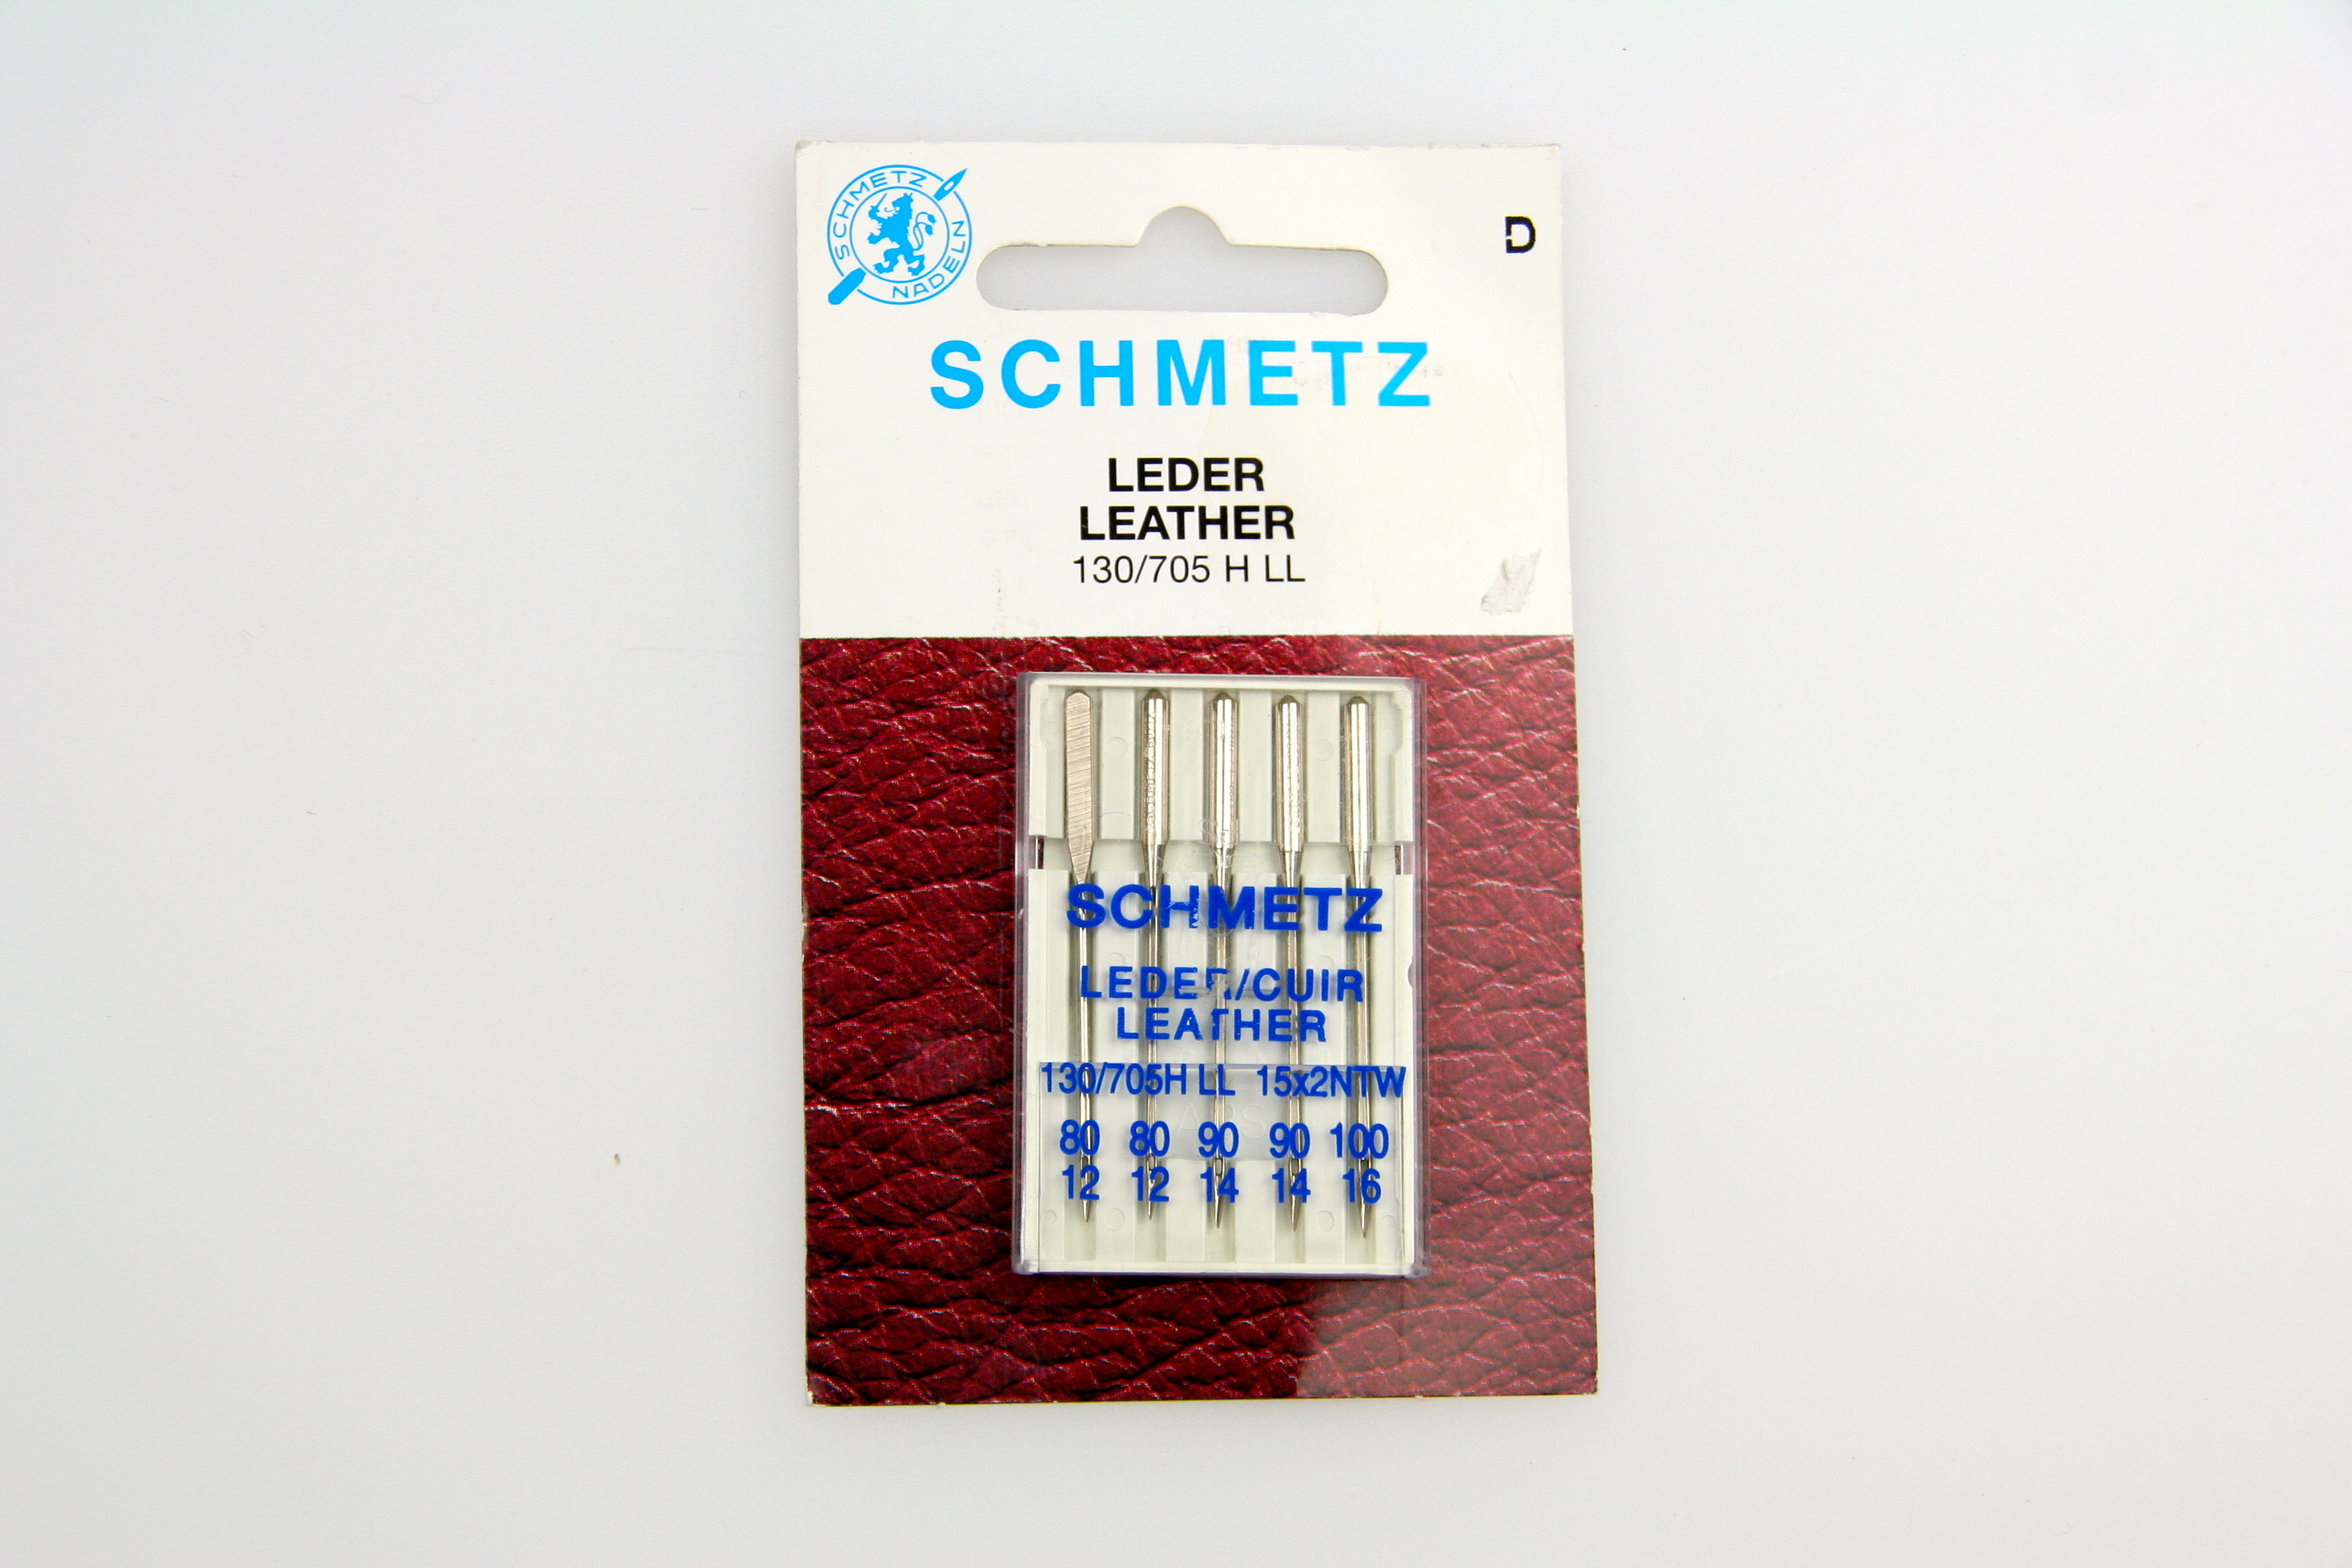 SCHMETZ
NADELN
D
SCHMETZ
LEDER
LEATHER
130/705 H LL
SCHMETZ
LEDER/CUIR
LEATHER
130/705H LL 15x2NTW
80 80 90 90 100
12 12 14 14 16